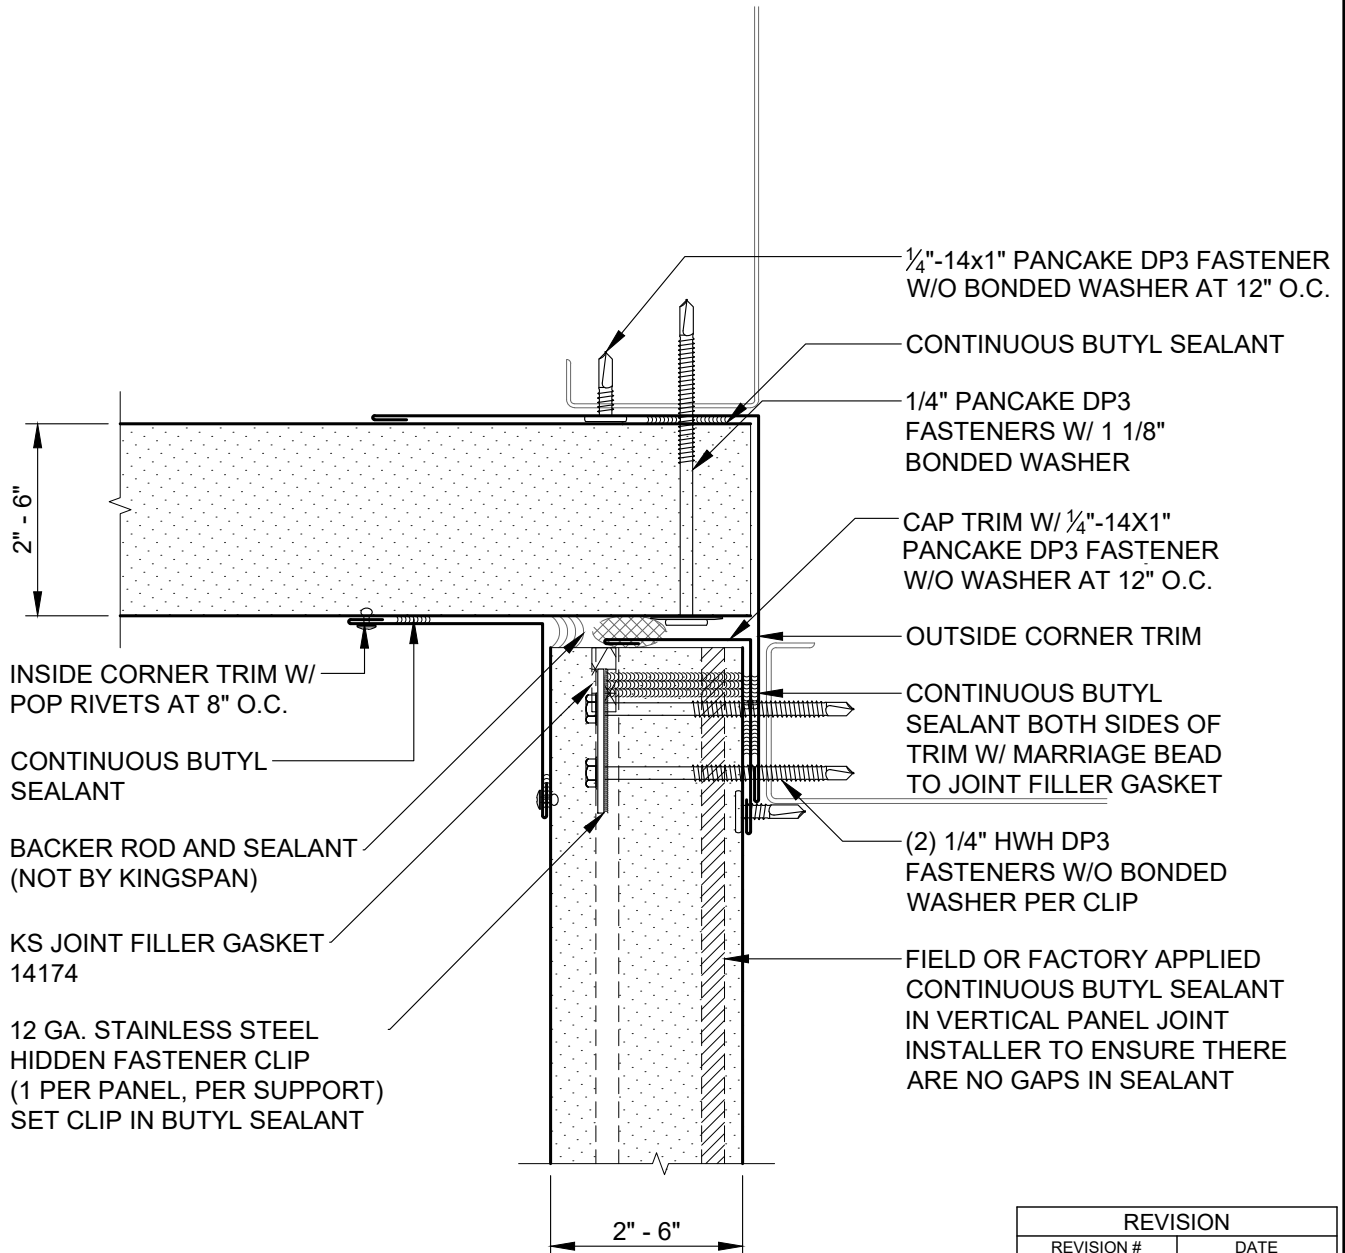 ¼"-14x1" PANCAKE DP3 FASTENER
W/O BONDED WASHER AT 12" O.C.
CONTINUOUS BUTYL SEALANT
1/4" PANCAKE DP3
FASTENERS W/ 1 1/8"
BONDED WASHER
CAP TRIM W/ ¼"-14X1"
PANCAKE DP3 FASTENER
W/O WASHER AT 12" O.C.
OUTSIDE CORNER TRIM
CONTINUOUS BUTYL
SEALANT BOTH SIDES OF
TRIM W/ MARRIAGE BEAD
TO JOINT FILLER GASKET
(2) 1/4" HWH DP3
FASTENERS W/O BONDED
WASHER PER CLIP
FIELD OR FACTORY APPLIED
CONTINUOUS BUTYL SEALANT
IN VERTICAL PANEL JOINT
INSTALLER TO ENSURE THERE
ARE NO GAPS IN SEALANT
2" - 6"
INSIDE CORNER TRIM W/
POP RIVETS AT 8" O.C.
CONTINUOUS BUTYL
SEALANT
BACKER ROD AND SEALANT
(NOT BY KINGSPAN)
KS JOINT FILLER GASKET
14174
12 GA. STAINLESS STEEL
HIDDEN FASTENER CLIP
(1 PER PANEL, PER SUPPORT)
SET CLIP IN BUTYL SEALANT
2" - 6"
REVISION
REVISION # DATE